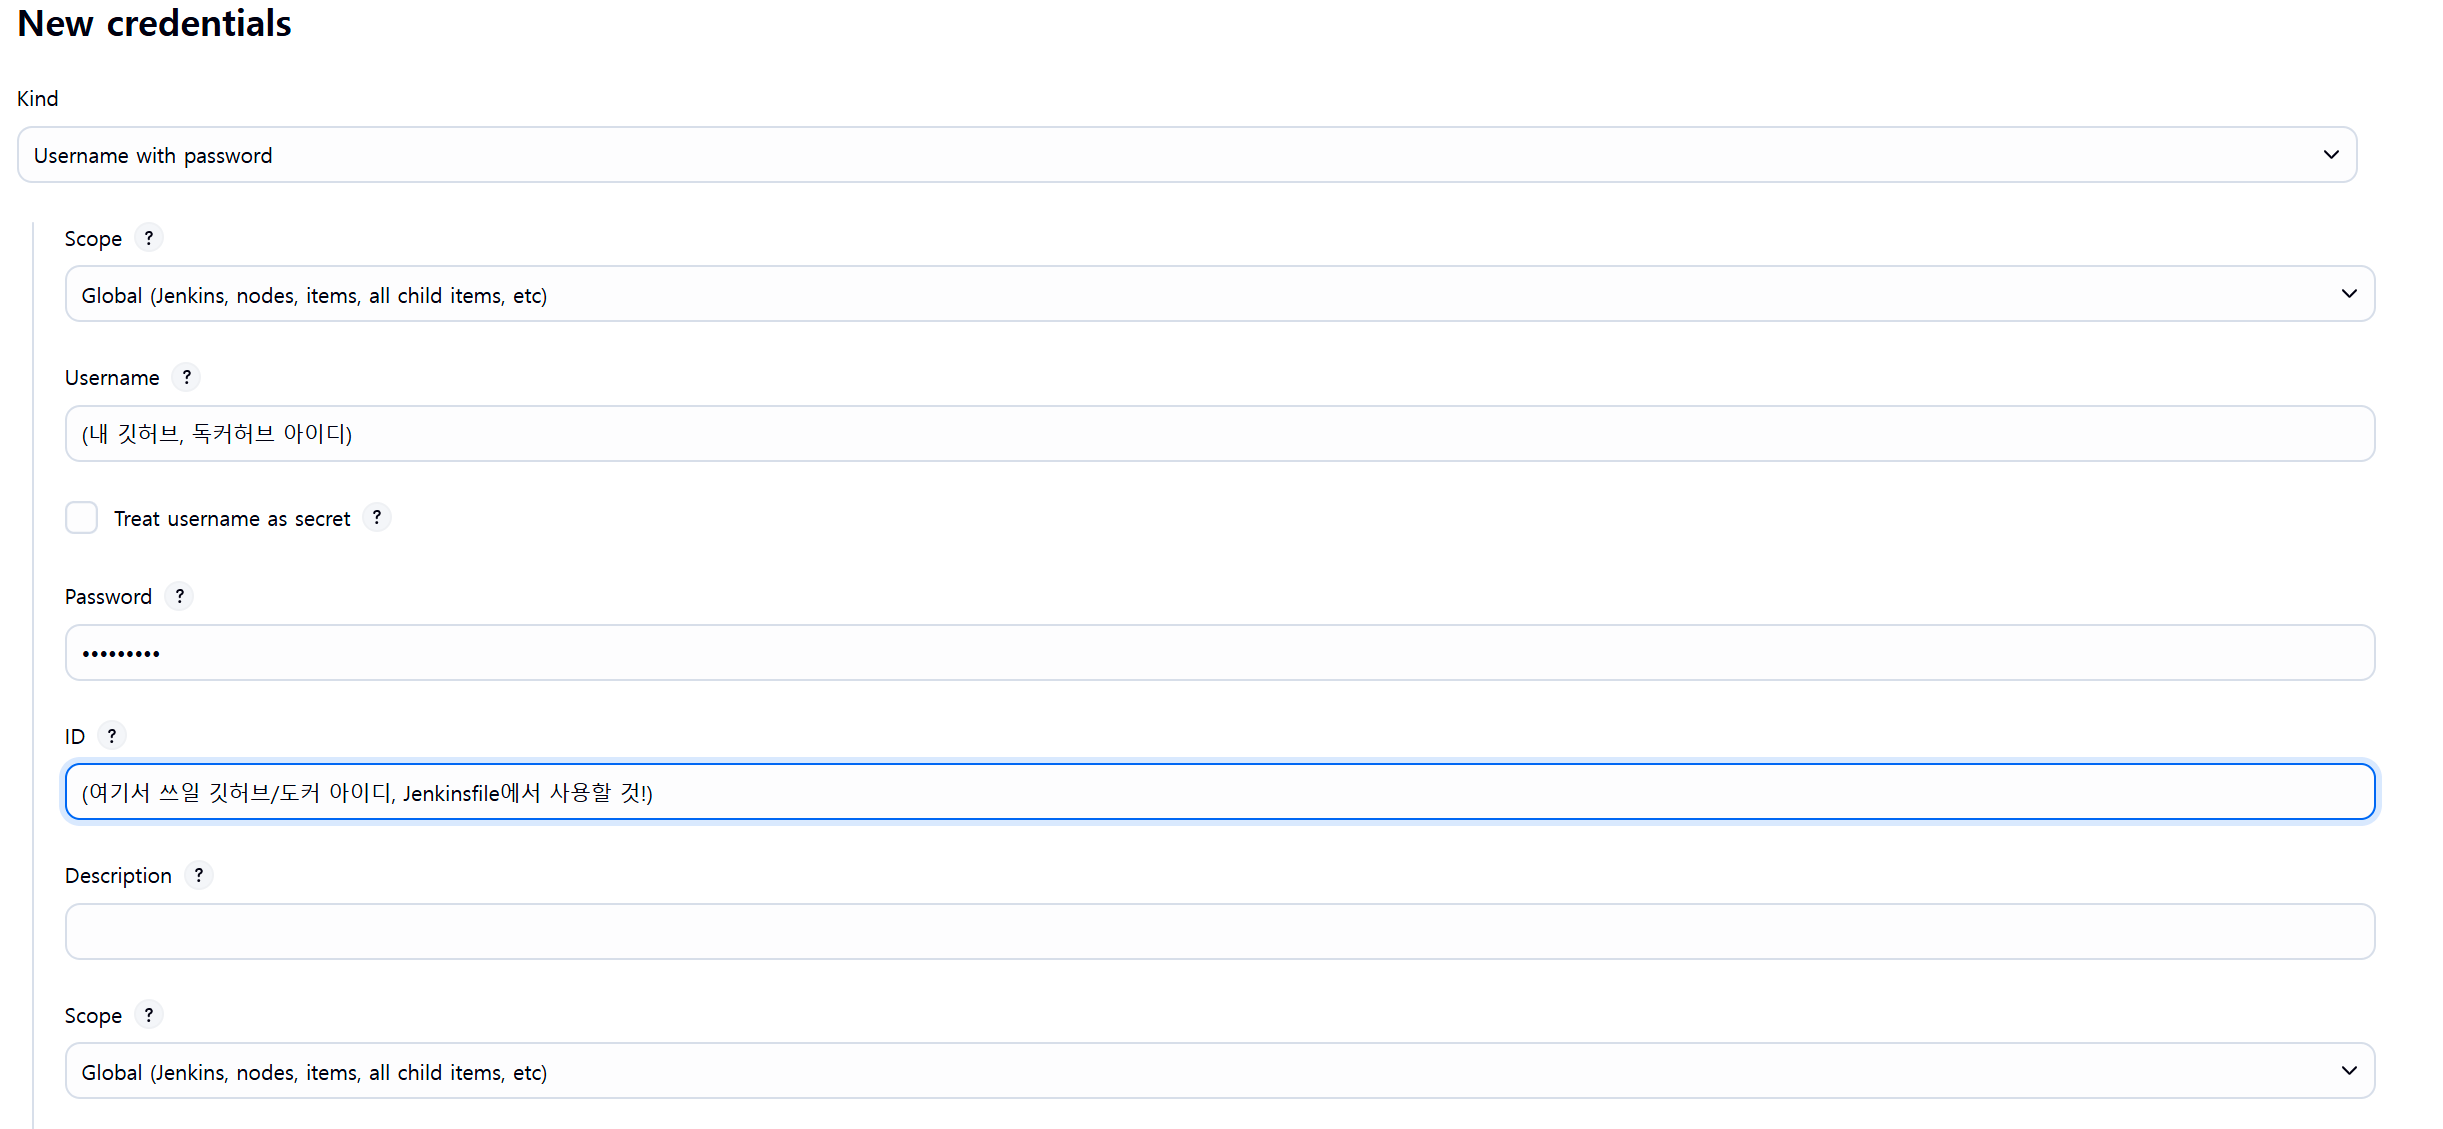 New credentials
Kind
Username with password
Scope ?
Global (Jenkins, nodes, items, all child items, etc)
Username ?
(내 깃허브, 독커허브 아이디)
Treat username as secret ?
Password ?
•••••••••
ID ?
(여기서 쓰일 깃허브/도커 아이디, Jenkinsfile에서 사용할 것!)
Description ?
Scope ?
Global (Jenkins, nodes, items, all child items, etc)